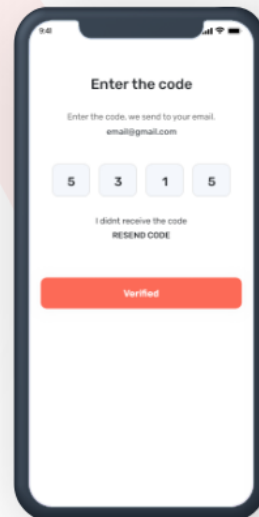 9:41
Enter the code
Enter the code, we send to your email.
email@gmail.com
5 3 1 5
I didnt receive the code
RESEND CODE
Verified